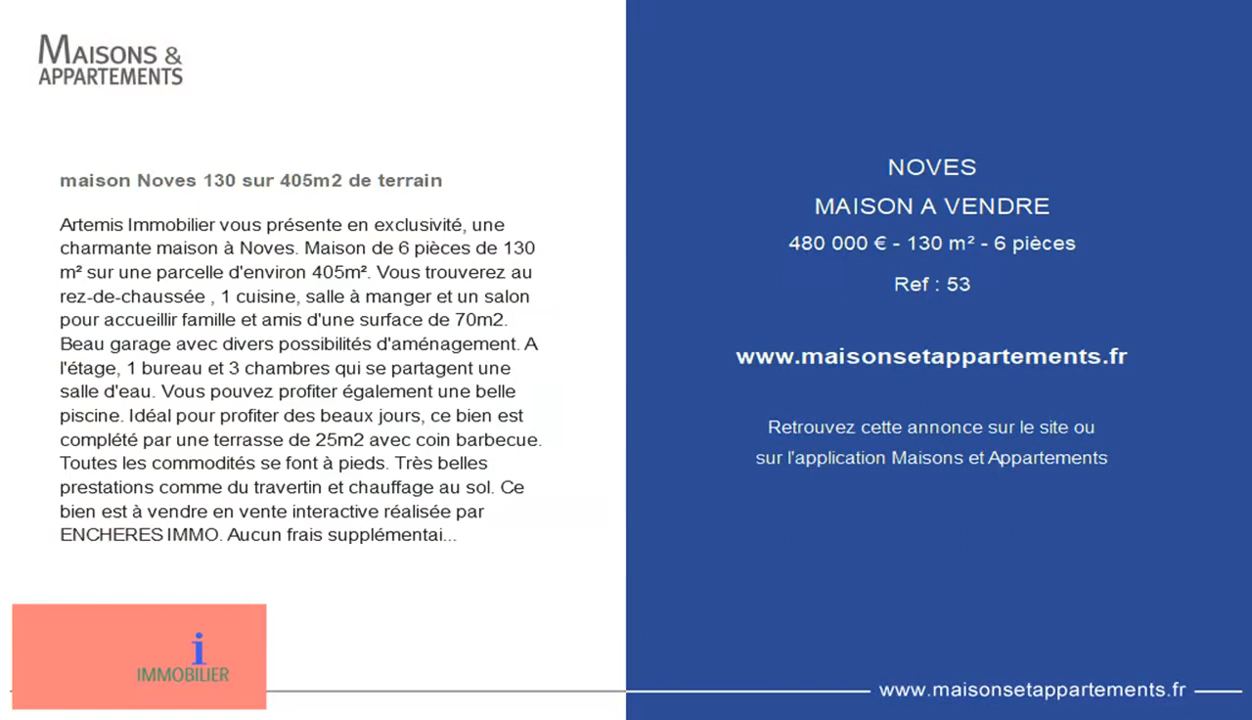 MAISONS &
APPARTEMENTS
maison Noves 130 sur 405m2 de terrain
Artemis Immobilier vous présente en exclusivité, une
charmante maison à Noves. Maison de 6 pièces de 130
m² sur une parcelle d'environ 405m². Vous trouverez au
rez-de-chaussée , 1 cuisine, salle à manger et un salon
pour accueillir famille et amis d'une surface de 70m2.
Beau garage avec divers possibilités d'aménagement. A
l'étage, 1 bureau et 3 chambres qui se partagent une
salle d'eau. Vous pouvez profiter également une belle
piscine. Idéal pour profiter des beaux jours, ce bien est
complété par une terrasse de 25m2 avec coin barbecue.
Toutes les commodités se font à pieds. Très belles
prestations comme du travertin et chauffage au sol. Ce
bien est à vendre en vente interactive réalisée par
ENCHERES IMMO. Aucun frais supplémentai...
i
IMMOBILIER
NOVES
MAISON A VENDRE
480 000 € - 130 m² - 6 pièces
Ref : 53
www.maisonsetappartements.fr
Retrouvez cette annonce sur le site ou
sur l'application Maisons et Appartements
www.maisonsetappartements.fr